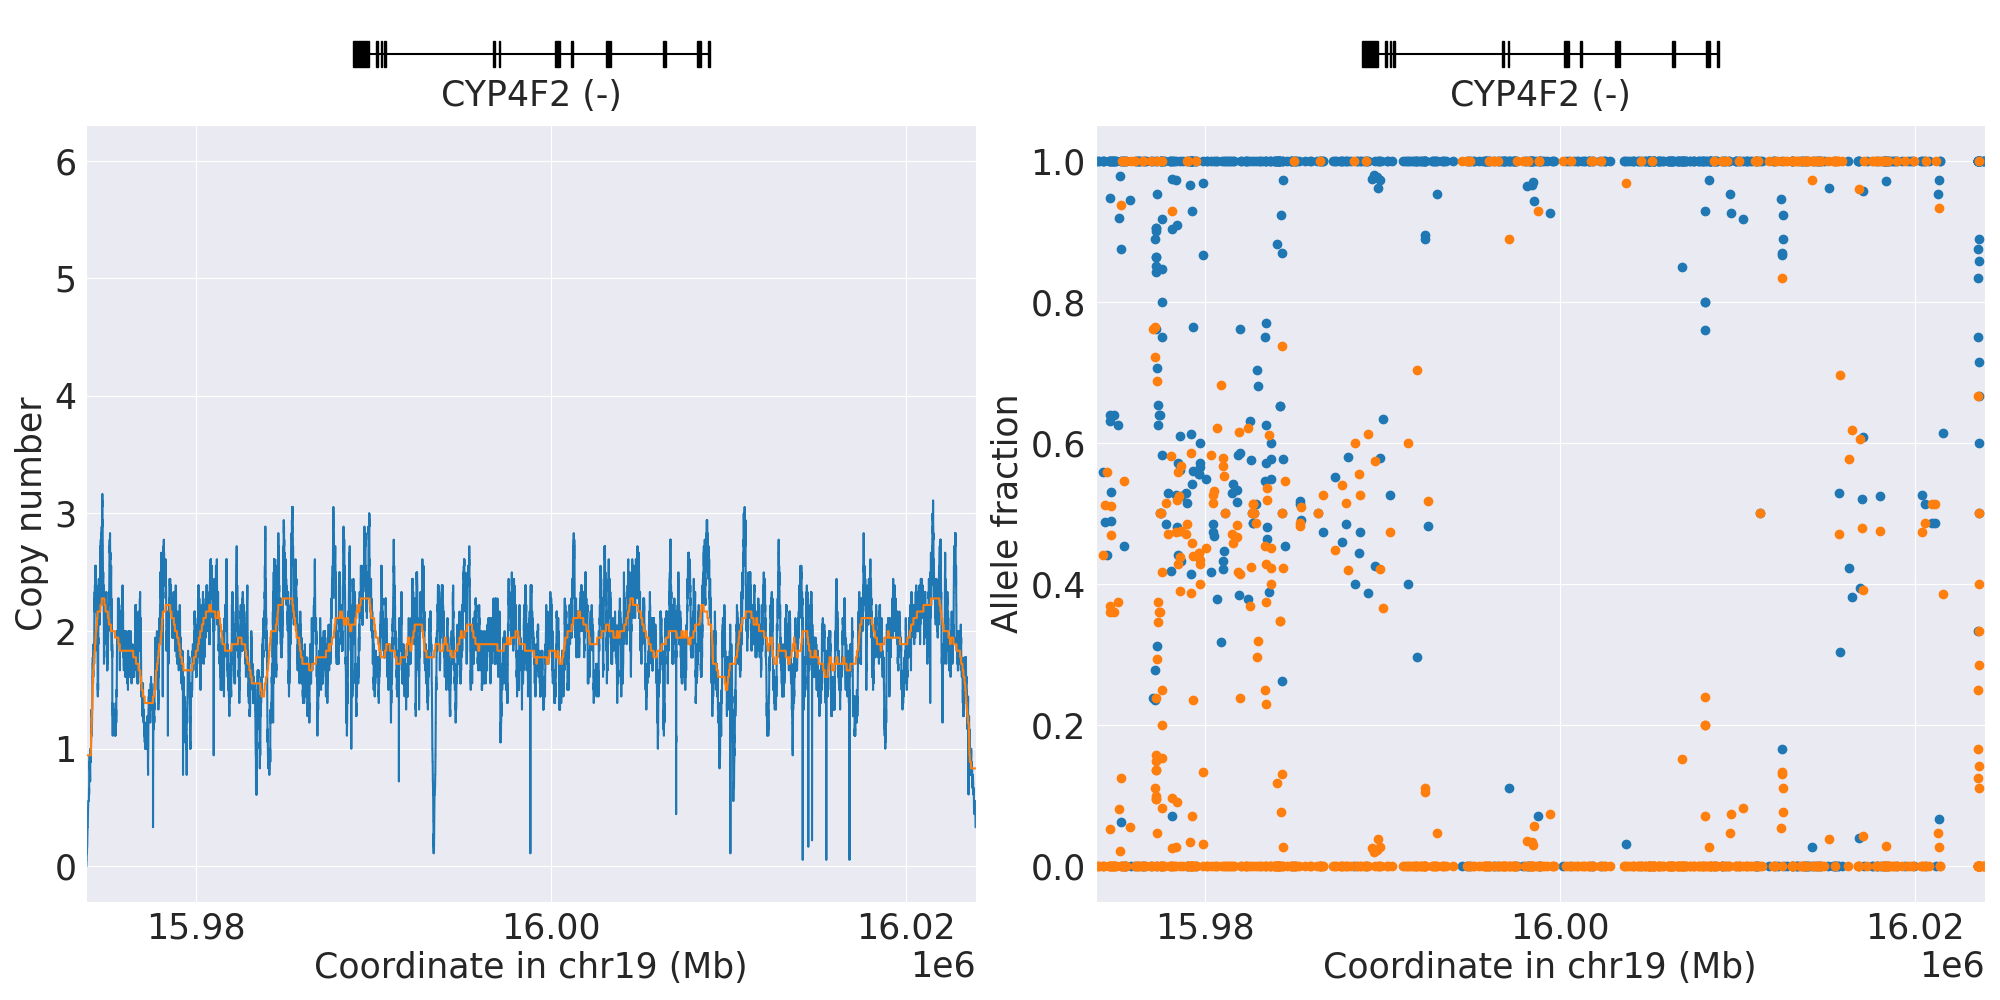 CYP4F2 (-)
6
5
4
3
2
1
0
Copy number
15.98
16.00
16.02
Coordinate in chr19 (Mb)
1e6
CYP4F2 (-)
1.0
0.8
0.6
0.4
0.2
0.0
Allele fraction
15.98
16.00
16.02
Coordinate in chr19 (Mb)
1e6